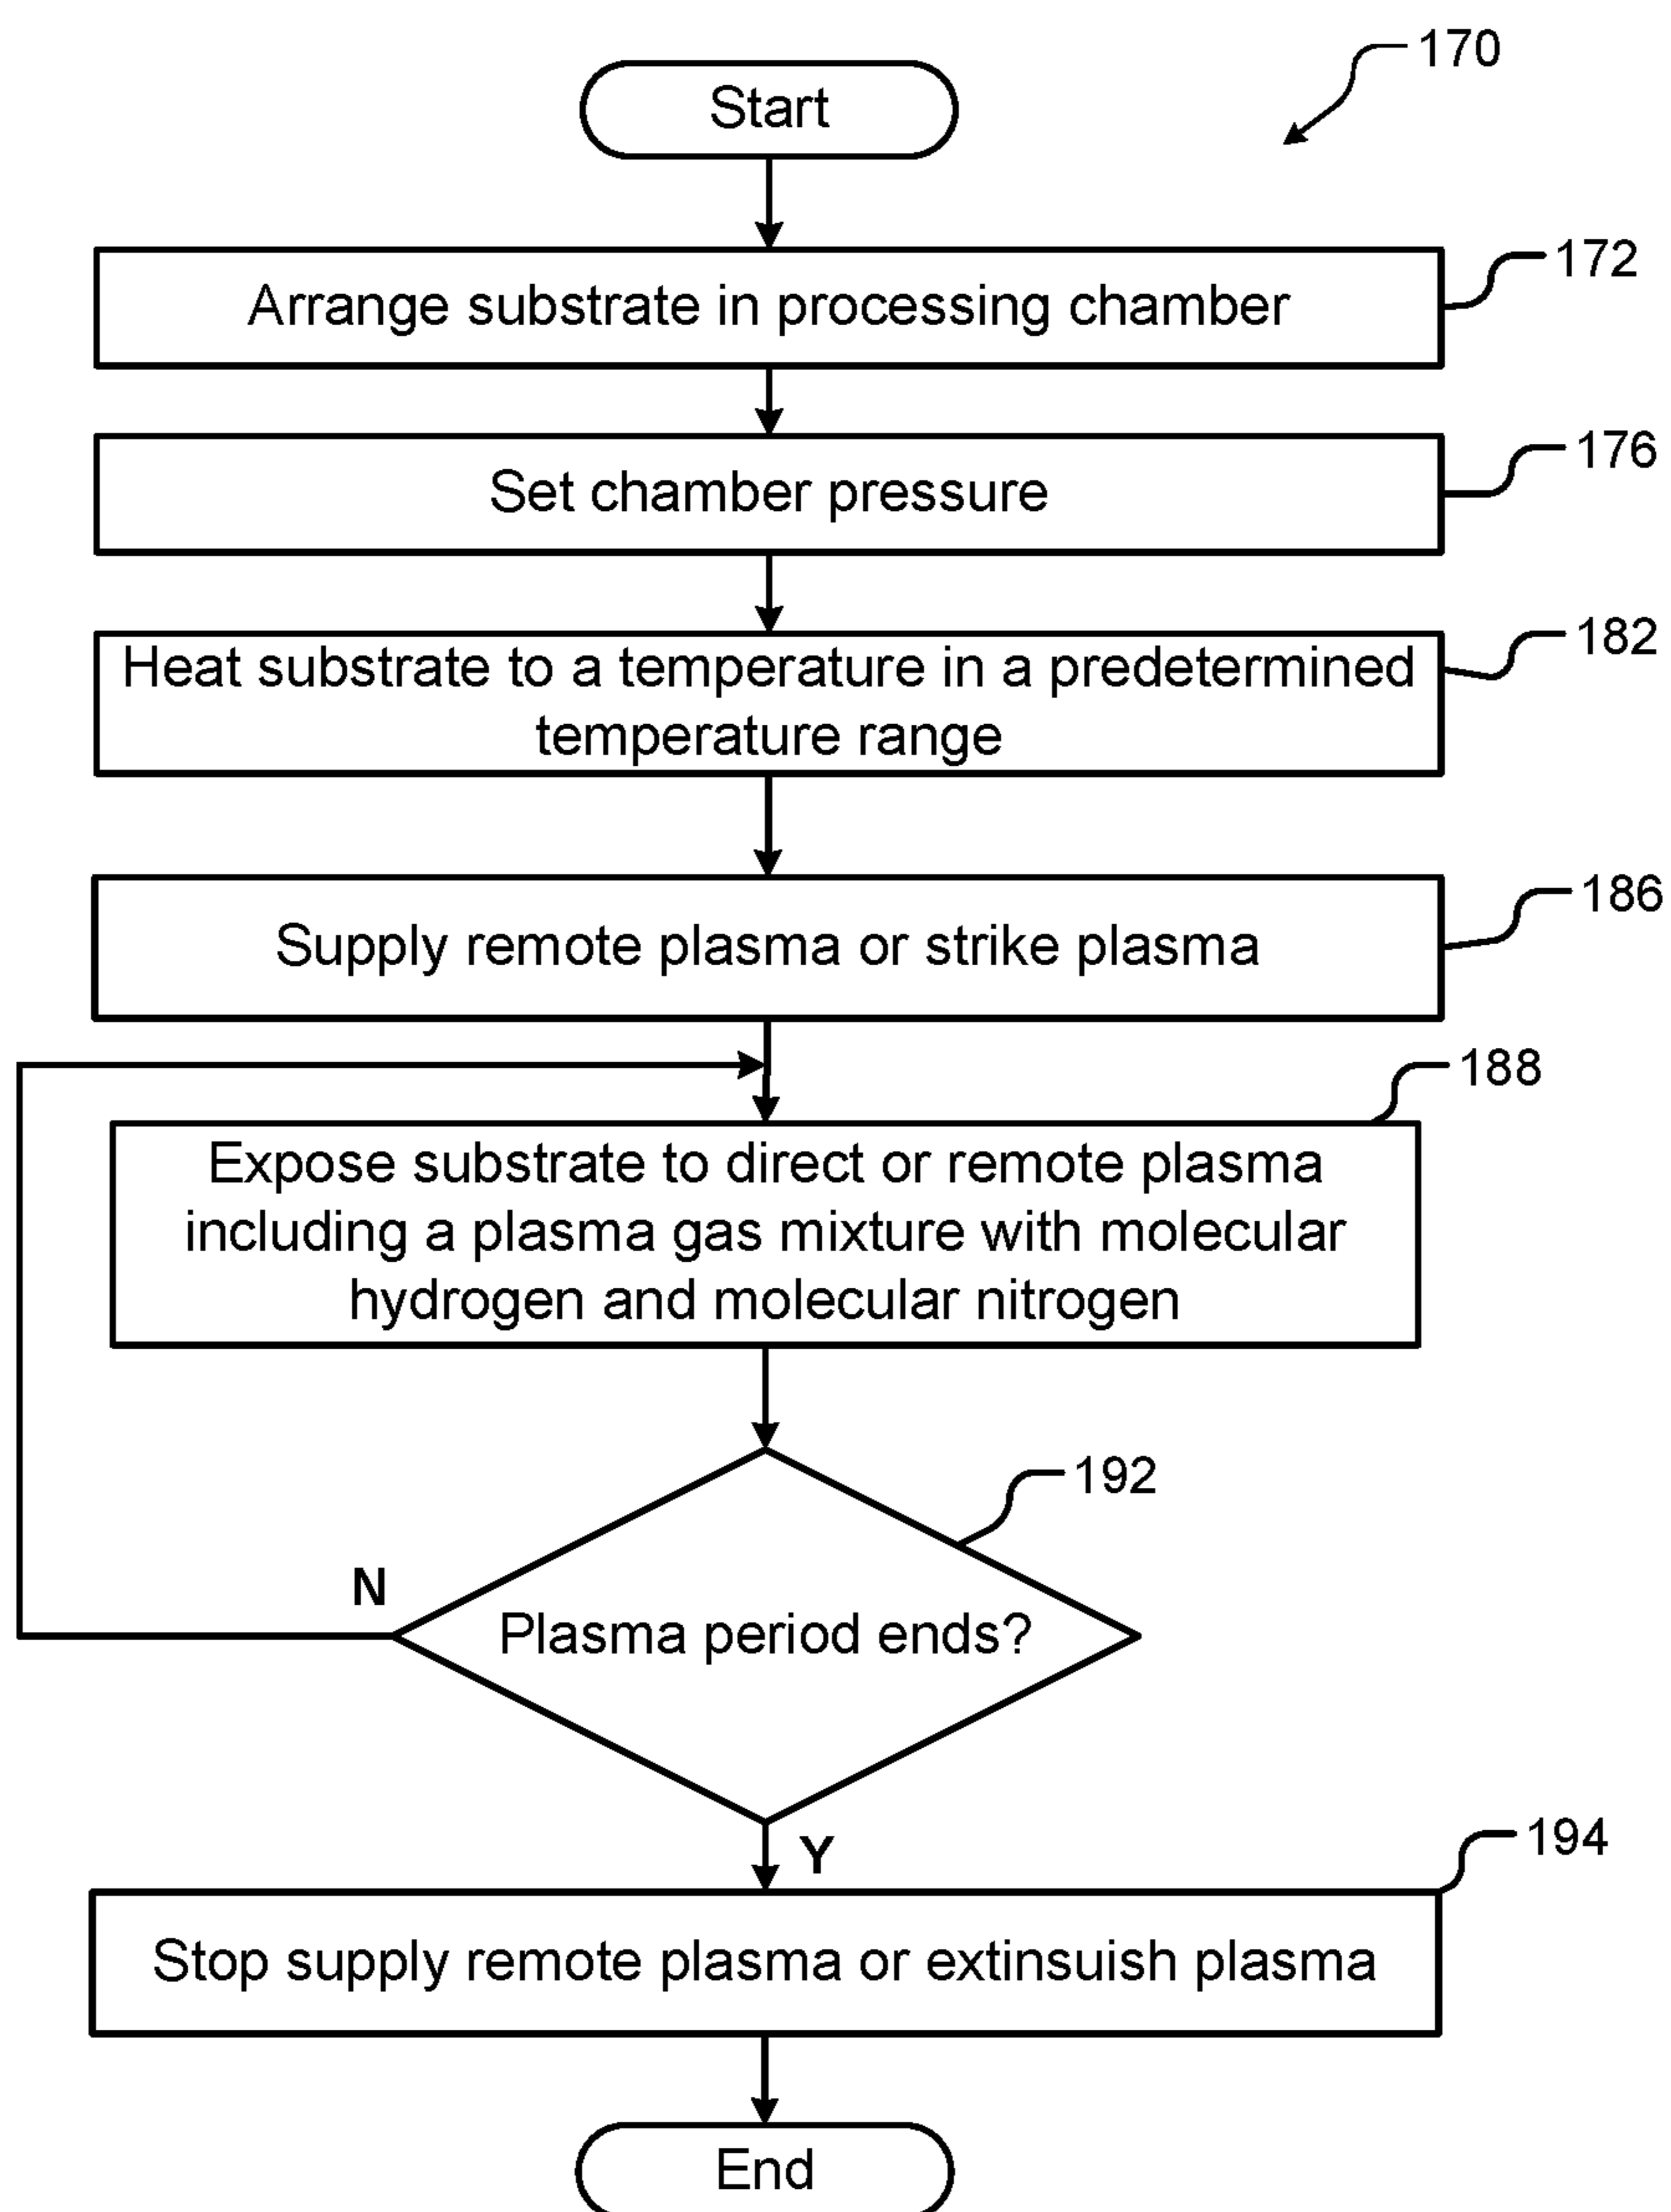 170
Start
172
Arrange substrate in processing chamber
176
Set chamber pressure
182
Heat substrate to a temperature in a predetermined
temperature range
186
Supply remote plasma or strike plasma
188
Expose substrate to direct or remote plasma
including a plasma gas mixture with molecular
hydrogen and molecular nitrogen
192
N
Plasma period ends?
Y
194
Stop supply remote plasma or extinsuish plasma
End